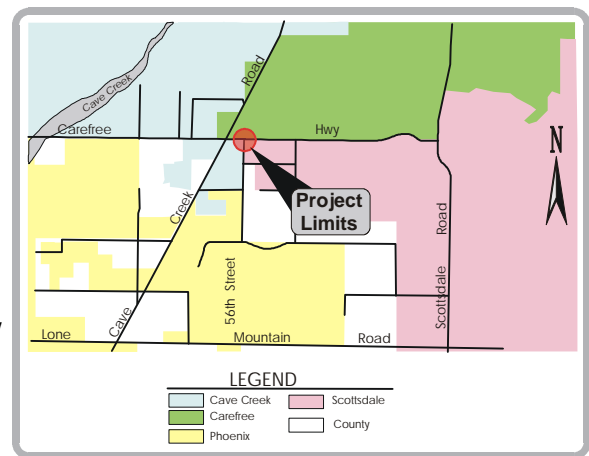 Cave Creek
Road
Carefree Hwy
N
Project
Limits
Creek
Road
56th Street
Scottsdale
Cave
Lone Mountain Road
LEGEND
Cave Creek
Scottsdale
Carefree
County
Phoenix